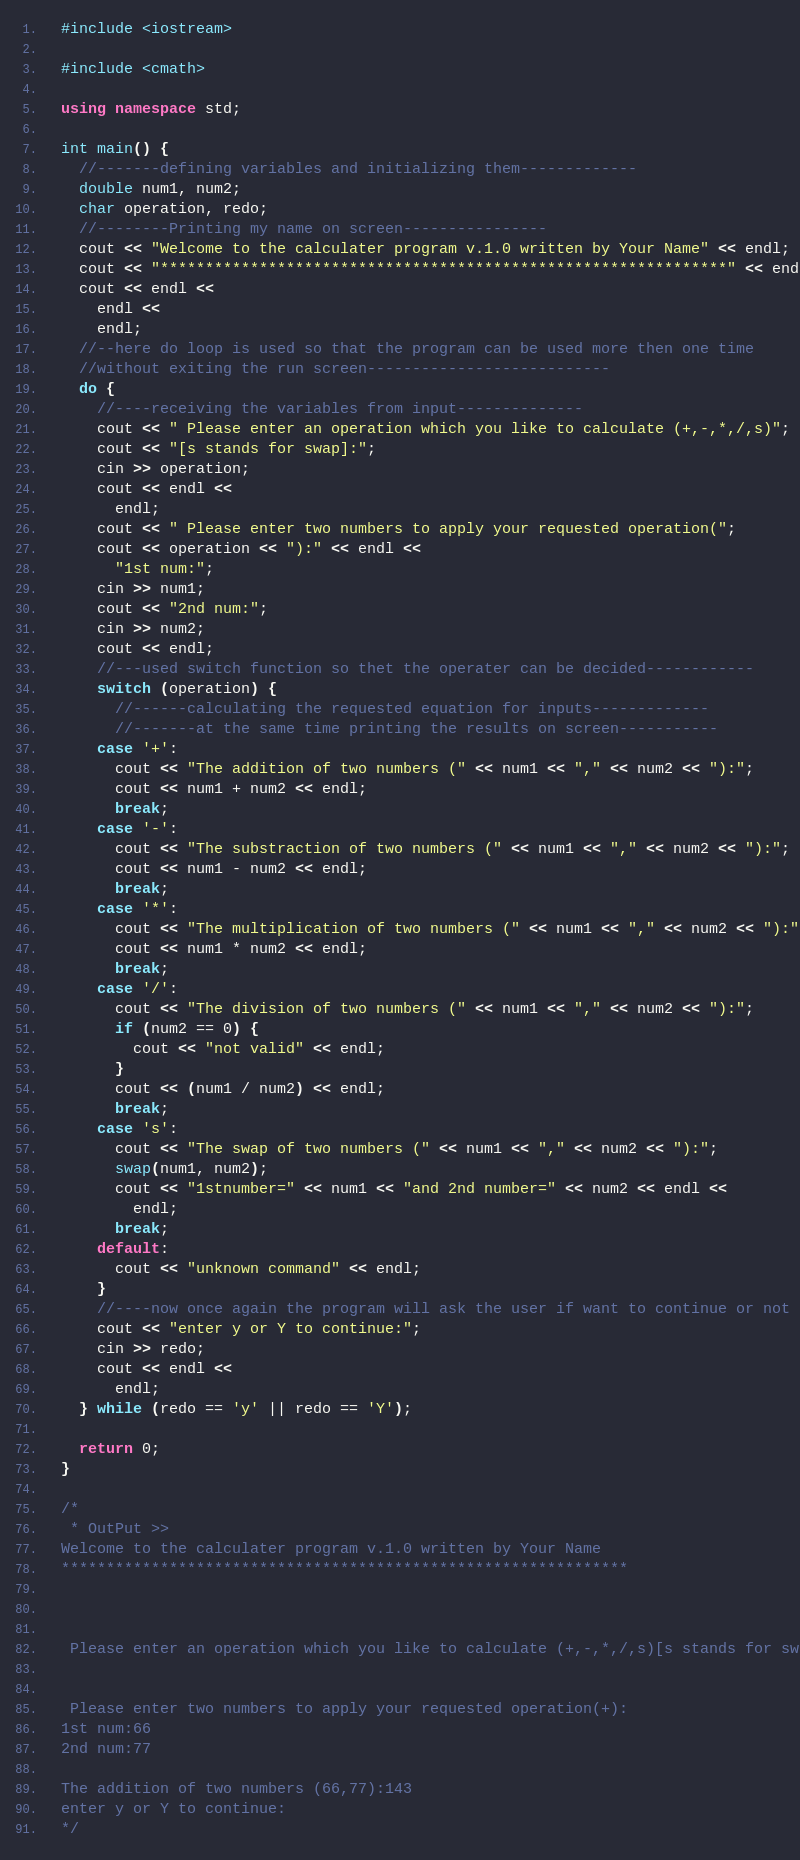 1. #include <iostream>
2.
3. #include <cmath>
4.
5. using namespace std;
6.
7. int main() {
8.   //-------defining variables and initializing them-------------
9.   double num1, num2;
10.   char operation, redo;
11.   //--------Printing my name on screen----------------
12.   cout << "Welcome to the calculater program v.1.0 written by Your Name" << endl;
13.   cout << "***************************************************************" << end
14.   cout << endl <<
15.     endl <<
16.     endl;
17.   //--here do loop is used so that the program can be used more then one time
18.   //without exiting the run screen---------------------------
19.   do {
20.     //----receiving the variables from input--------------
21.     cout << " Please enter an operation which you like to calculate (+,-,*,/,s)";
22.     cout << "[s stands for swap]:";
23.     cin >> operation;
24.     cout << endl <<
25.       endl;
26.     cout << " Please enter two numbers to apply your requested operation(";
27.     cout << operation << "):" << endl <<
28.       "1st num:";
29.     cin >> num1;
30.     cout << "2nd num:";
31.     cin >> num2;
32.     cout << endl;
33.     //---used switch function so thet the operater can be decided------------
34.     switch (operation) {
35.       //------calculating the requested equation for inputs-------------
36.       //-------at the same time printing the results on screen-----------
37.     case '+':
38.       cout << "The addition of two numbers (" << num1 << "," << num2 << "):";
39.       cout << num1 + num2 << endl;
40.       break;
41.     case '-':
42.       cout << "The substraction of two numbers (" << num1 << "," << num2 << "):";
43.       cout << num1 - num2 << endl;
44.       break;
45.     case '*':
46.       cout << "The multiplication of two numbers (" << num1 << "," << num2 << "):"
47.       cout << num1 * num2 << endl;
48.       break;
49.     case '/':
50.       cout << "The division of two numbers (" << num1 << "," << num2 << "):";
51.       if (num2 == 0) {
52.         cout << "not valid" << endl;
53.       }
54.       cout << (num1 / num2) << endl;
55.       break;
56.     case 's':
57.       cout << "The swap of two numbers (" << num1 << "," << num2 << "):";
58.       swap(num1, num2);
59.       cout << "1stnumber=" << num1 << "and 2nd number=" << num2 << endl <<
60.         endl;
61.       break;
62.     default:
63.       cout << "unknown command" << endl;
64.     }
65.     //----now once again the program will ask the user if want to continue or not
66.     cout << "enter y or Y to continue:";
67.     cin >> redo;
68.     cout << endl <<
69.       endl;
70.   } while (redo == 'y' || redo == 'Y');
71.
72.   return 0;
73. }
74.
75. /*
76.  * OutPut >>
77. Welcome to the calculater program v.1.0 written by Your Name
78. ***************************************************************
79.
80.
81.
82.  Please enter an operation which you like to calculate (+,-,*,/,s)[s stands for sw
83.
84.
85.  Please enter two numbers to apply your requested operation(+):
86. 1st num:66
87. 2nd num:77
88.
89. The addition of two numbers (66,77):143
90. enter y or Y to continue:
91. */